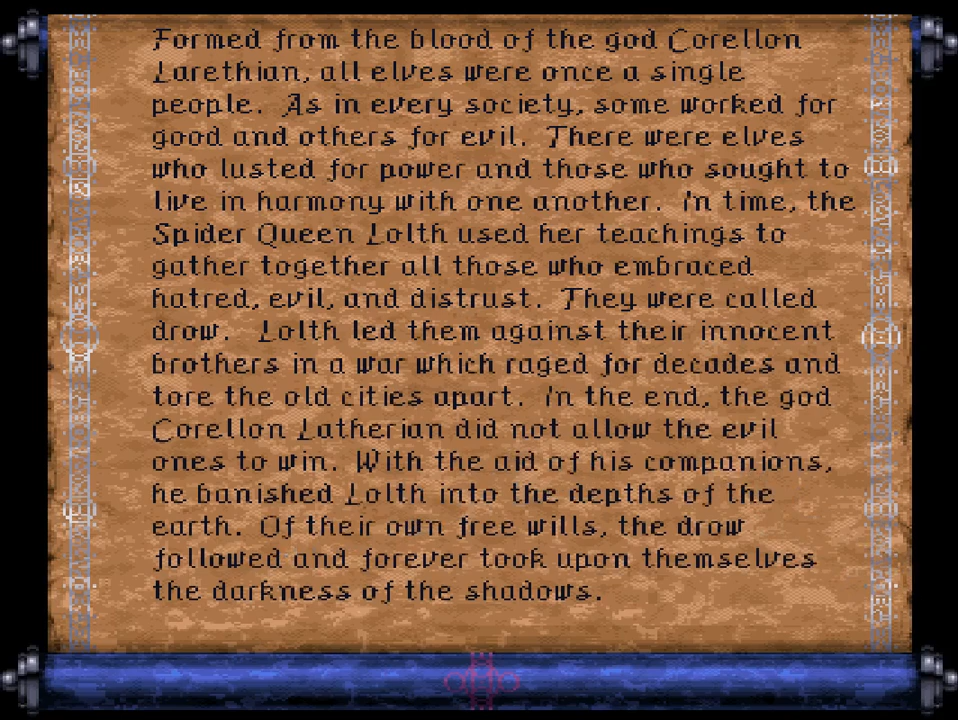 Formed from the blood of the god Corellon
Larethian, all elves were once a single
people. As in every society, some worked for
good and others for evil. There were elves
who lusted for power and those who sought to
live in harmony with one another. In time, the
Spider Queen Lolth used her teachings to
gather together all those who embraced
hatred, evil, and distrust. They were called
drow. Lolth led them against their innocent
brothers in a war which raged for decades and
tore the old cities apart. In the end, the god
Corellon Latherian did not allow the evil
ones to win. With the aid of his companions,
he banished Lolth into the depths of the
earth. Of their own free wills, the drow
followed and forever took upon themselves
the darkness of the shadows.